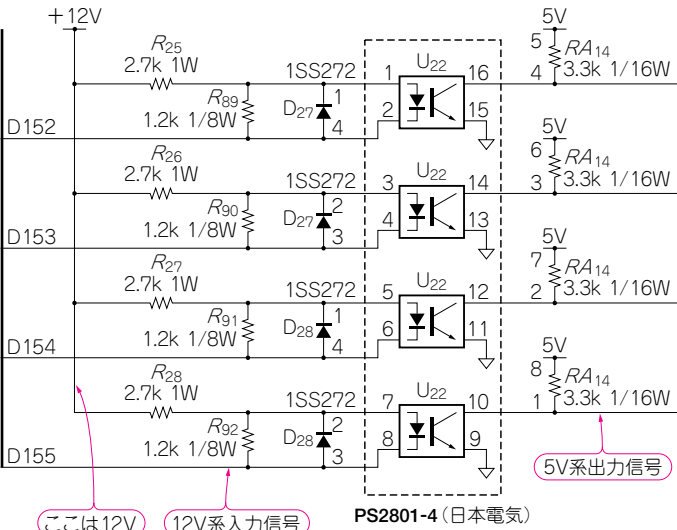 +12V
5V
R25
2.7k 1W
1SS272
U22
5
RA14
3.3k 1/16W
4
R89
1.2k 1/8W
D27
1
4
1
2
16
15
D152
5V
R26
2.7k 1W
1SS272
U22
6
RA14
3.3k 1/16W
3
R90
1.2k 1/8W
D27
2
3
3
4
14
13
D153
5V
R27
2.7k 1W
1SS272
U22
7
RA14
3.3k 1/16W
2
R91
1.2k 1/8W
D28
1
4
5
6
12
11
D154
5V
R28
2.7k 1W
1SS272
U22
8
RA14
3.3k 1/16W
1
R92
1.2k 1/8W
D28
2
3
7
8
10
9
D155
5V系出力信号
ここは12V
12V系入力信号
PS2801-4(日本電気)